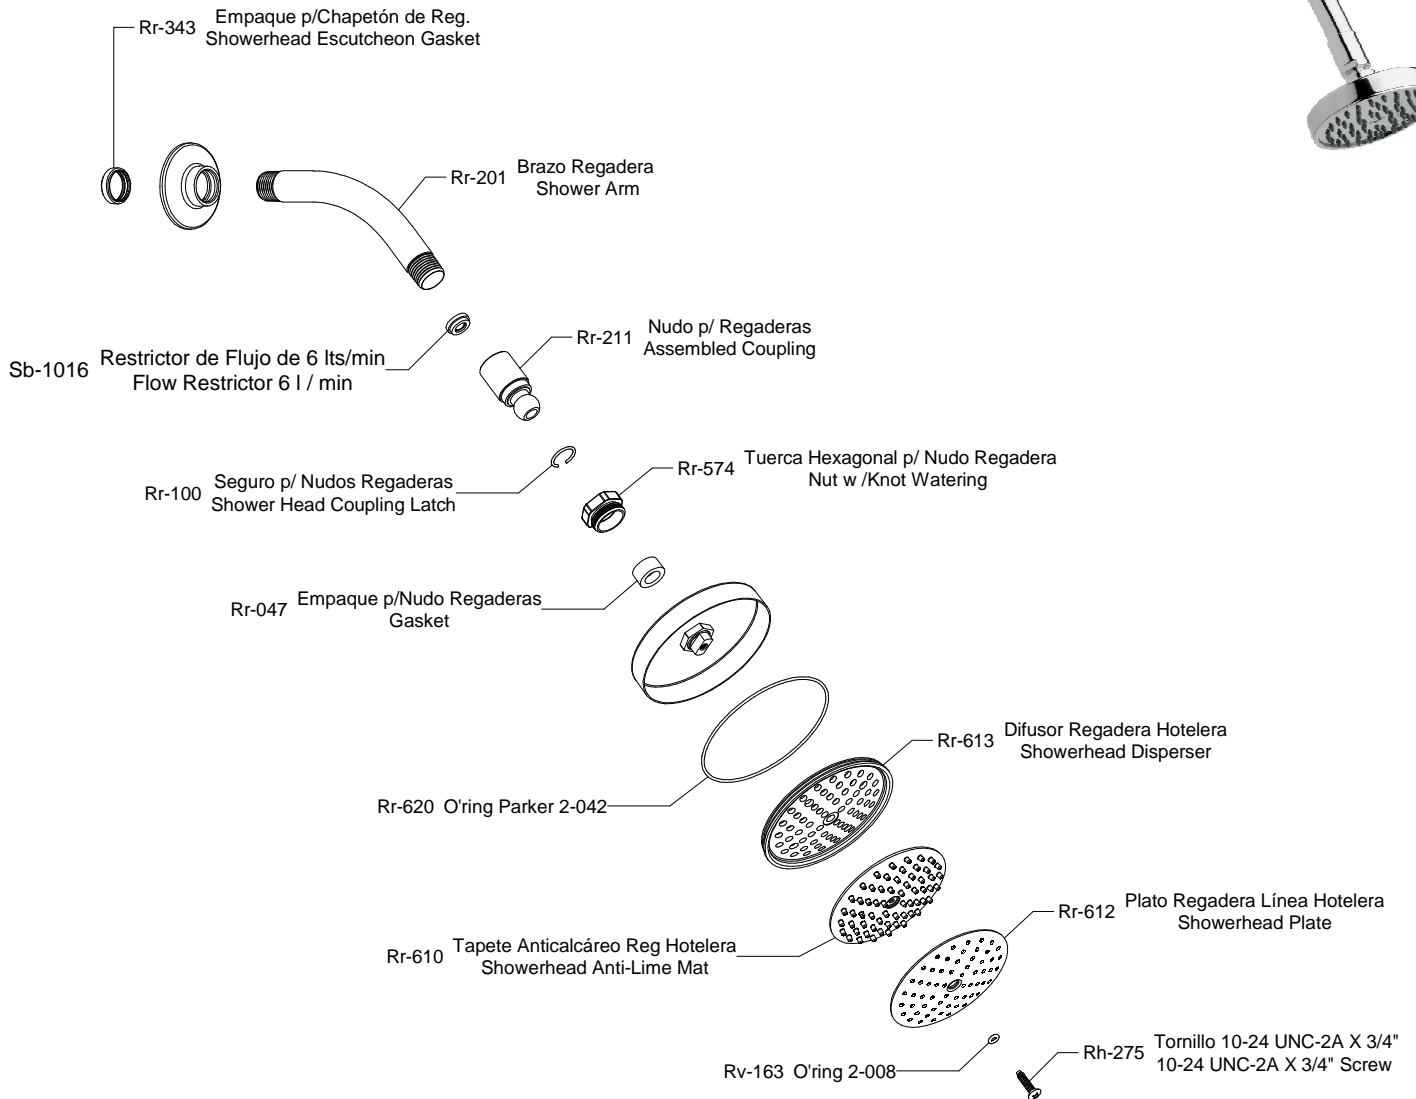 Rr-343
Empaque p/Chapetón de Reg.
Showerhead Escutcheon Gasket
Rr-201
Brazo Regadera
Shower Arm
Sb-1016
Restrictor de Flujo de 6 lts/min
Flow Restrictor 6 l / min
Rr-211
Nudo p/ Regaderas
Assembled Coupling
Rr-100
Seguro p/ Nudos Regaderas
Shower Head Coupling Latch
Rr-574
Tuerca Hexagonal p/ Nudo Regadera
Nut w /Knot Watering
Rr-047
Empaque p/Nudo Regaderas
Gasket
Rr-613
Difusor Regadera Hotelera
Showerhead Disperser
Rr-620 O'ring Parker 2-042
Rr-612
Plato Regadera Línea Hotelera
Showerhead Plate
Rr-610
Tapete Anticalcáreo Reg Hotelera
Showerhead Anti-Lime Mat
Rv-163 O'ring 2-008
Rh-275
Tornillo 10-24 UNC-2A X 3/4"
10-24 UNC-2A X 3/4" Screw